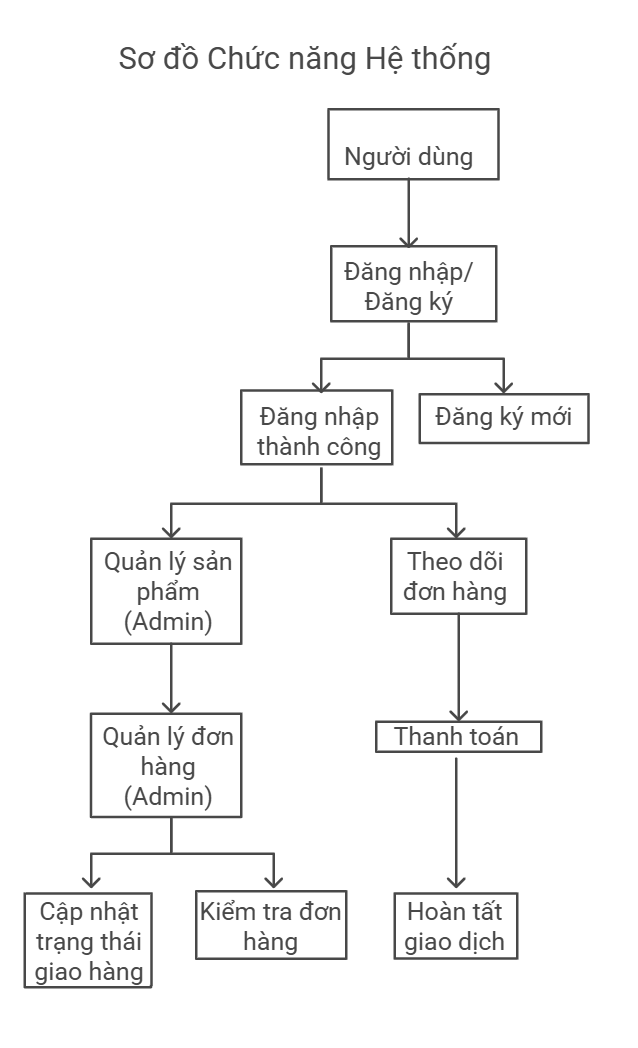 Sơ đồ Chức năng Hệ thống
Người dùng
Đăng nhập/
Đăng ký
Đăng nhập
thành công
Đăng ký mới
Quản lý sản
phẩm
(Admin)
Theo dõi
đơn hàng
Quản lý đơn
hàng
(Admin)
Thanh toán
Cập nhật
trạng thái
giao hàng
Kiểm tra đơn
hàng
Hoàn tất
giao dịch